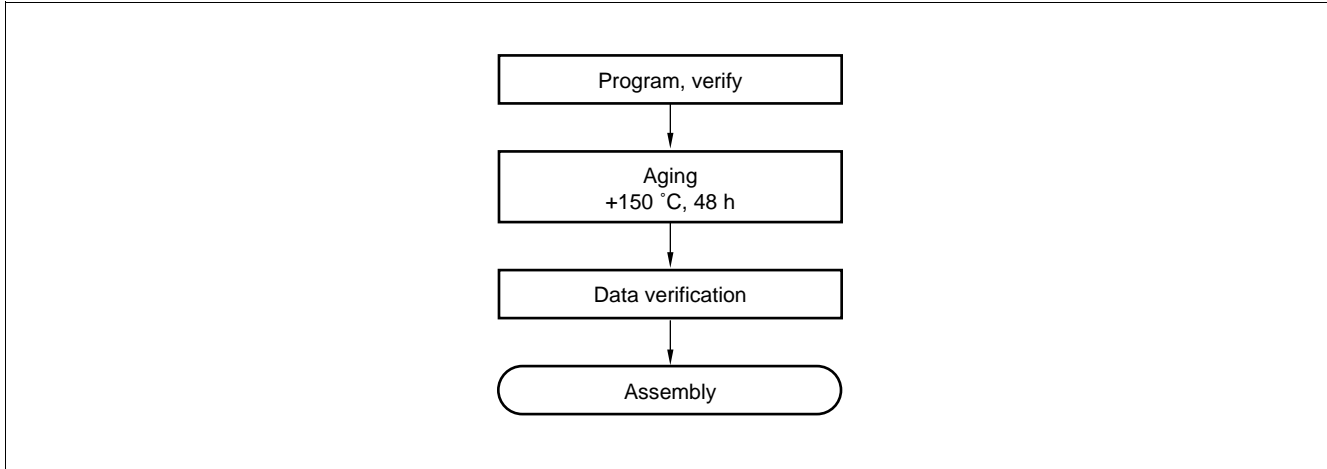 Program, verify
Aging
+150 ˚C, 48 h
Data verification
Assembly